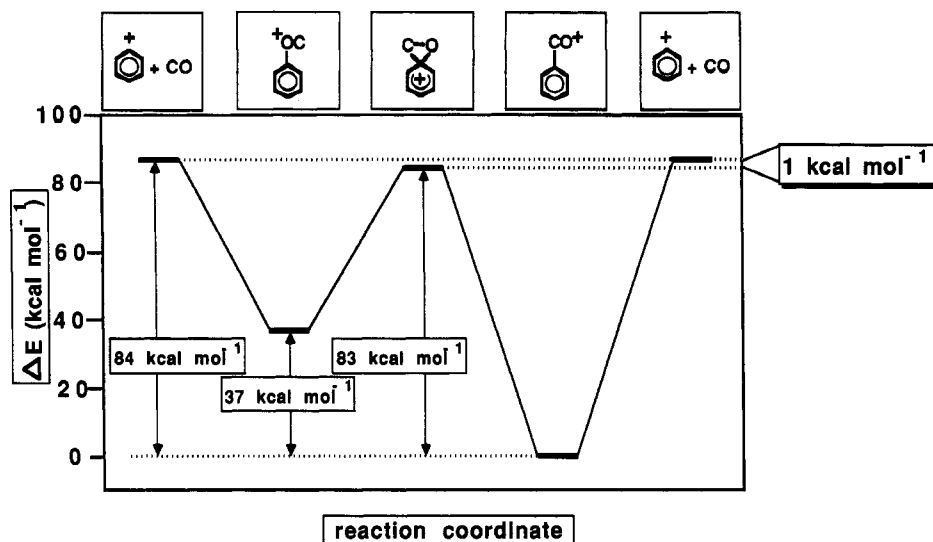 +
+ CO
+OC
C O
+
CO+
+
+ CO
100
80
60
40
20
0
ΔE (kcal mol-1)
84 kcal mol-1
37 kcal mol-1
83 kcal mol-1
1 kcal mol-1
reaction coordinate